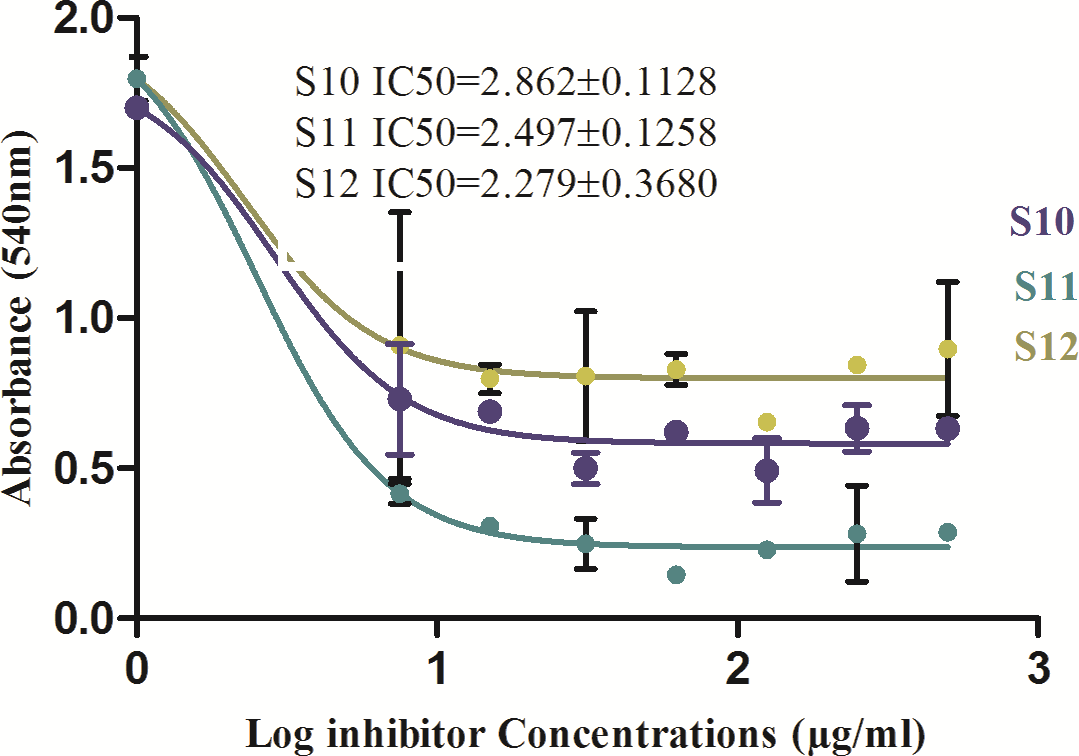 2.0
S10 IC50=2.862±0.1128
S11 IC50=2.497±0.1258
S12 IC50=2.279±0.3680
1.5
S10
S11
S12
1.0
0.5
0.0
Absorbance (540nm)
0 1 2 3
Log inhibitor Concentrations (µg/ml)